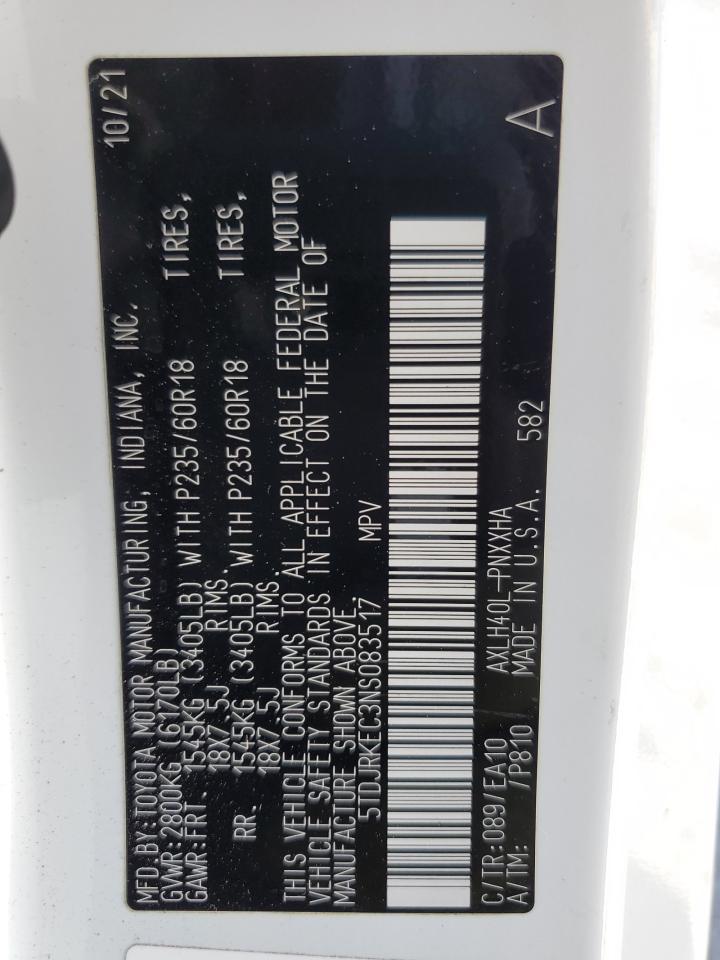 MFD.BY:TOYOTA MOTOR MANUFACTURING, INDIANA, INC. 10/21
GVWR:2800KG (6170LB)
GAWR:FRT. 1545KG (3405LB) WITH P235/60R18 TIRES,
18X7.5J RIMS.
RR. 1545KG (3405LB) WITH P235/60R18 TIRES,
18X7.5J RIMS.
THIS VEHICLE CONFORMS TO ALL APPLICABLE FEDERAL MOTOR
VEHICLE SAFETY STANDARDS IN EFFECT ON THE DATE OF
MANUFACTURE SHOWN ABOVE.
5TDJRKEC3NS083517 MPV
C/TR:089 /EA10 AXLH40L-PNXXHA A
A/TM: /P810 MADE IN U.S.A. 582